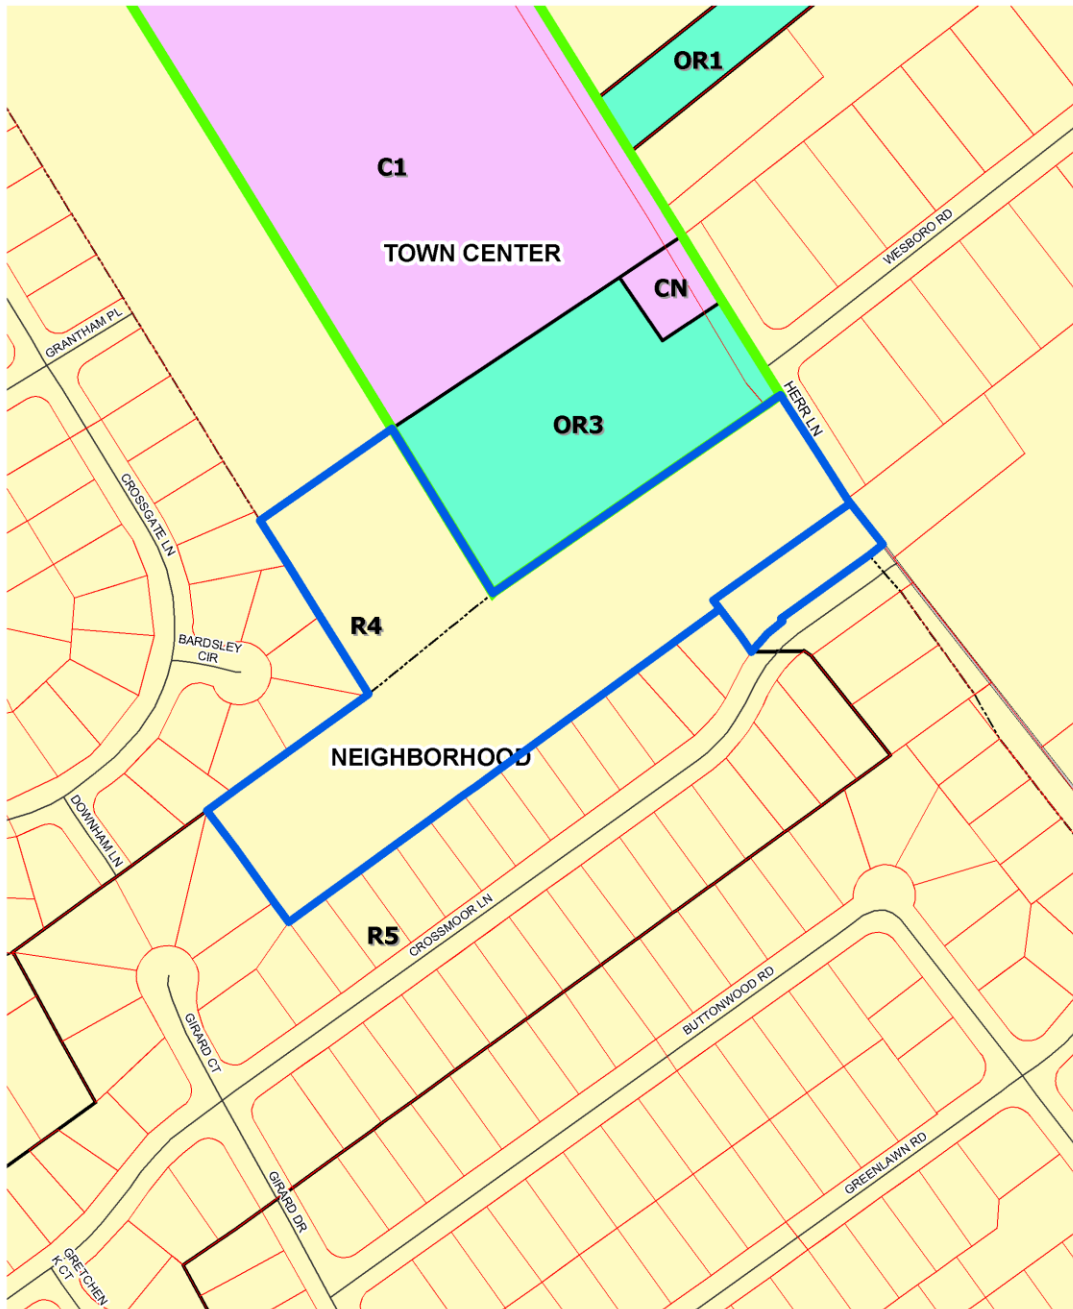 OR1
C1
WESBORO RD
TOWN CENTER
CN
GRANTHAM PL
HERR LN
OR3
CROSSGATE LN
R4
BARDSLEY
CIR
NEIGHBORHOOD
DOWNHAM LN
CROSSMOOR LN
R5
BUTTONWOOD RD
GIRARD CT
GREENLAWN RD
GIRARD DR
GRETCHEN
K CT